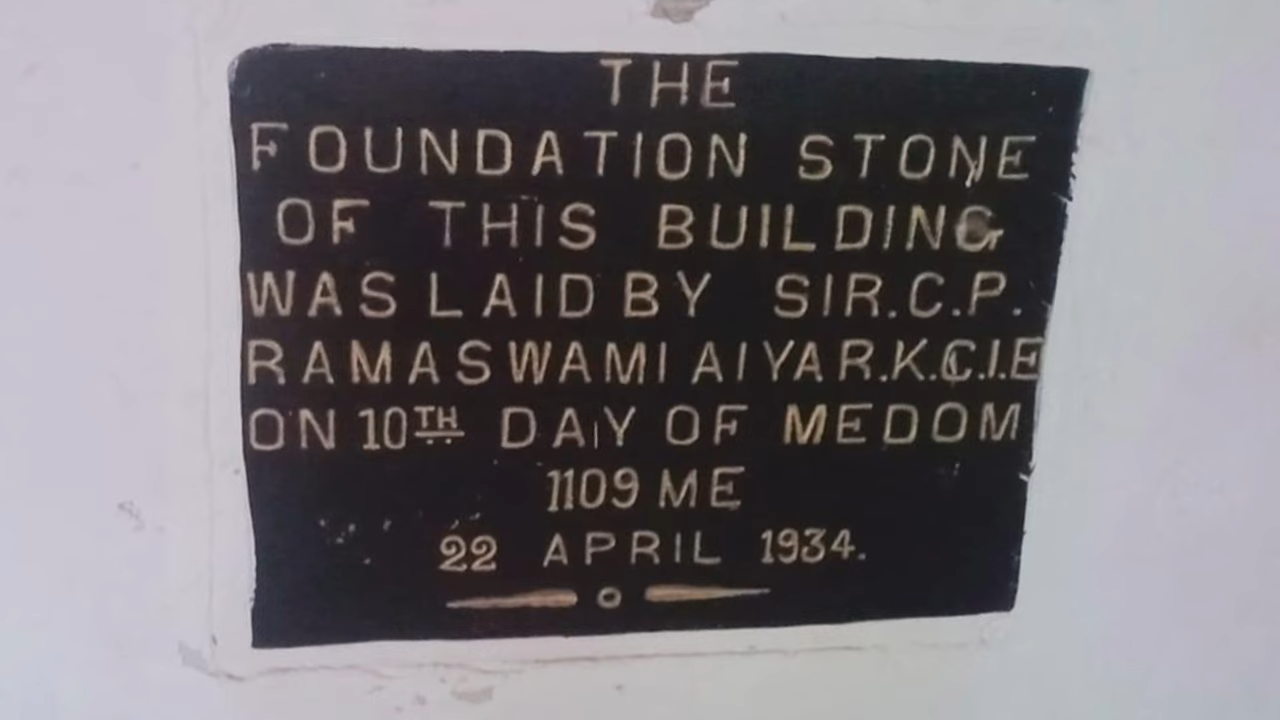 THE
FOUNDATION STONE
OF THIS BUILDING
WAS LAID BY SIR.C.P.
RAMASWAMI AIYAR.K.C.I.E
ON 10TH DAY OF MEDOM
1109 ME
22 APRIL 1934.